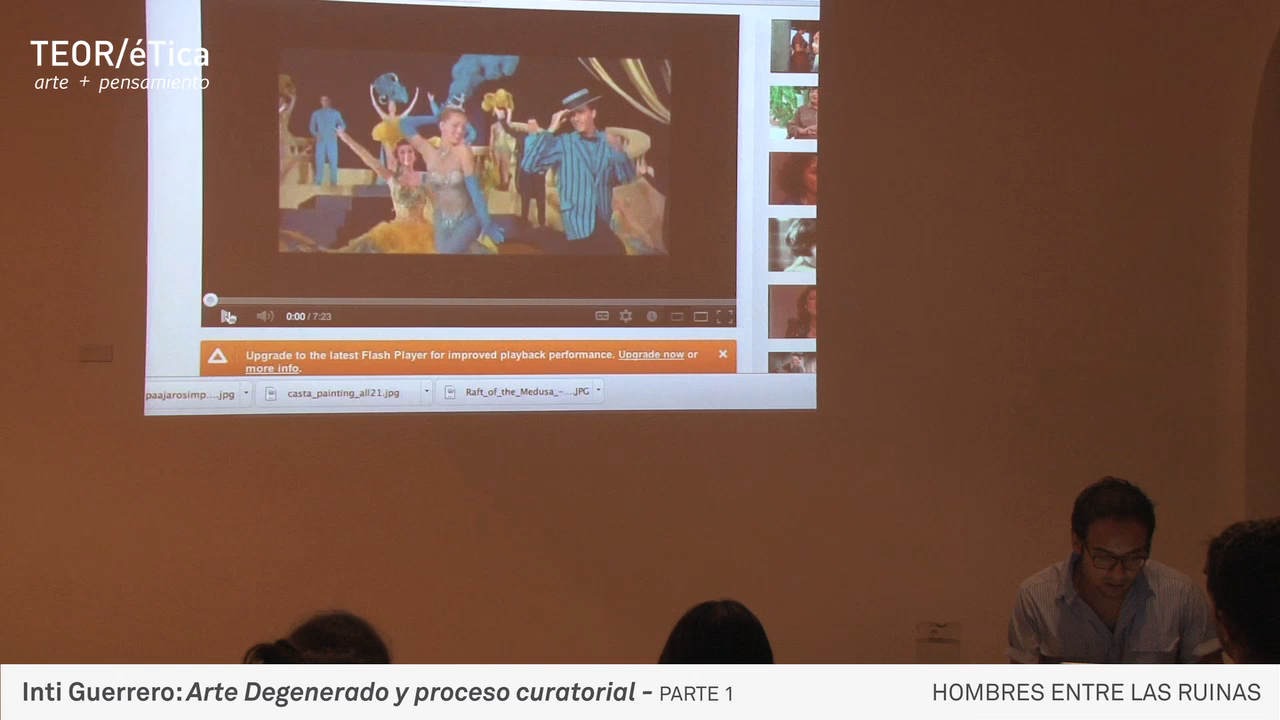 TEOR/éTica
arte + pensamiento
0:00 / 7:23
CC
Upgrade to the latest Flash Player for improved playback performance. Upgrade now or
more info.
paajarosimp....jpg
casta_painting_all21.jpg
Raft_of_the_Medusa_-....JPG
Inti Guerrero: Arte Degenerado y proceso curatorial - PARTE 1
HOMBRES ENTRE LAS RUINAS